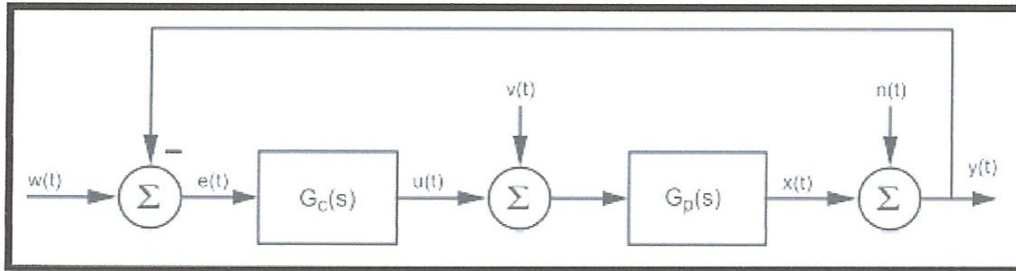 v(t)
n(t)
w(t)
−
Σ
e(t)
G_c(s)
u(t)
Σ
G_p(s)
x(t)
Σ
y(t)